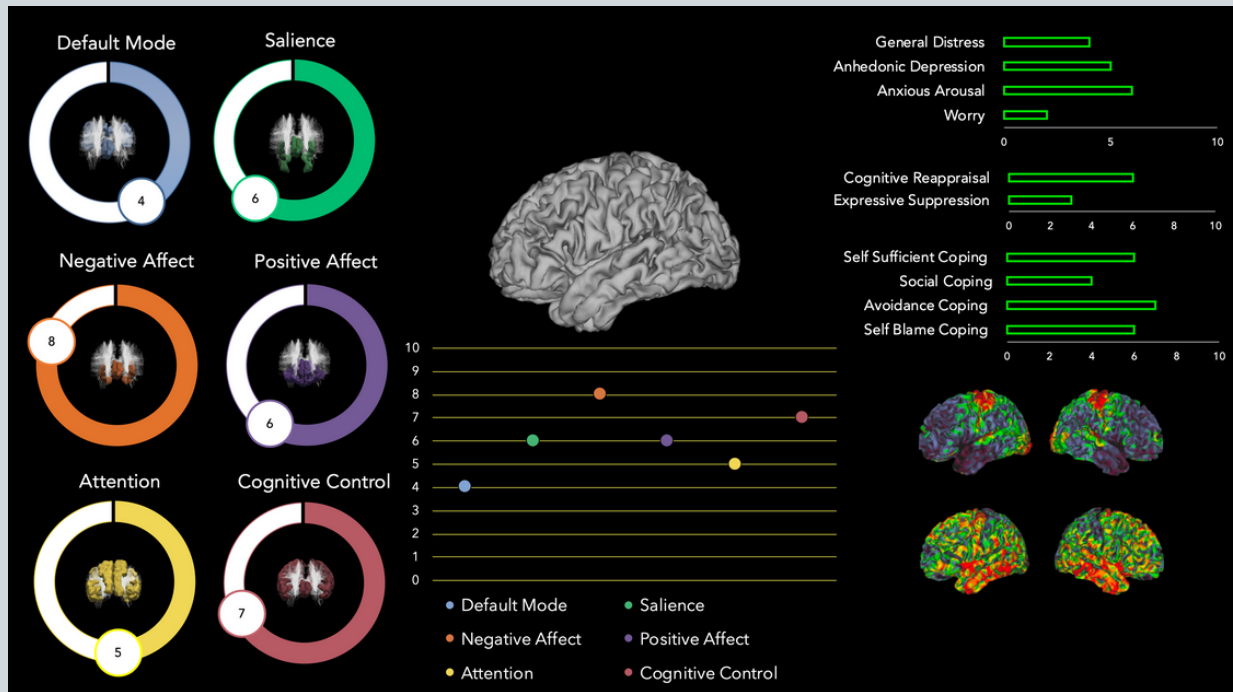 Default Mode
4
Salience
6
Negative Affect
8
Positive Affect
6
Attention
5
Cognitive Control
7
10
9
8
7
6
5
4
3
2
1
0
Default Mode
Salience
Negative Affect
Positive Affect
Attention
Cognitive Control
General Distress
Anhedonic Depression
Anxious Arousal
Worry
0 5 10
Cognitive Reappraisal
Expressive Suppression
0 2 4 6 8 10
Self Sufficient Coping
Social Coping
Avoidance Coping
Self Blame Coping
0 2 4 6 8 10